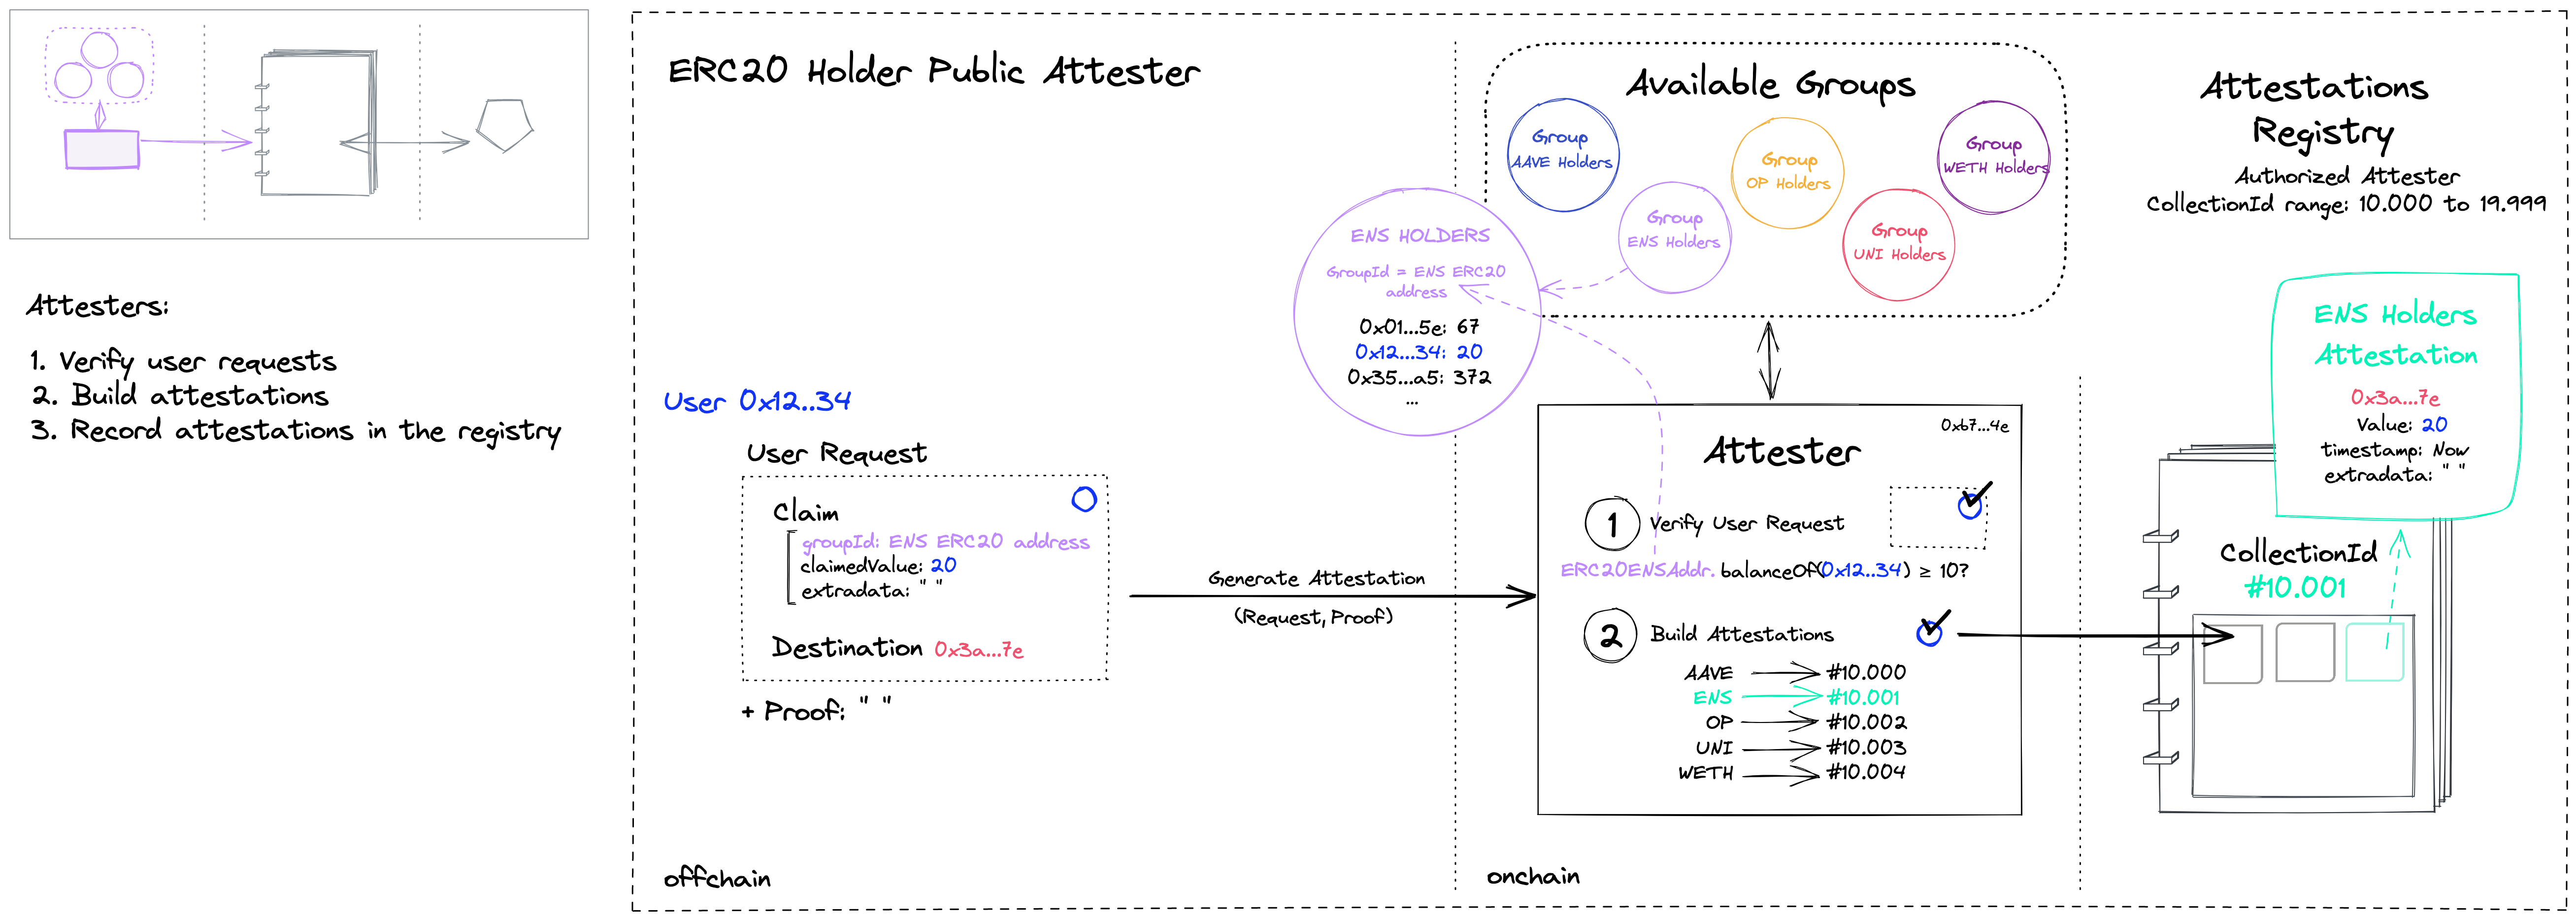 Attesters:
1. Verify user requests
2. Build attestations
3. Record attestations in the registry
ERC20 Holder Public Attester
User 0x12..34
User Request
Claim
groupId: ENS ERC20 address
claimedValue: 20
extradata: " "
Destination 0x3a...7e
+ Proof: " "
offchain
Generate Attestation
(Request, Proof)
ENS HOLDERS
GroupId = ENS ERC20
address
0x01...5e: 67
0x12...34: 20
0x35...a5: 372
...
Available Groups
Group
AAVE Holders
Group
ENS Holders
Group
OP Holders
Group
UNI Holders
Group
WETH Holders
0xb7...4e
Attester
1 Verify User Request
ERC20ENSAddr. balanceOf(0x12..34) ≥ 10?
2 Build Attestations
AAVE #10.000
ENS #10.001
OP #10.002
UNI #10.003
WETH #10.004
onchain
Attestations
Registry
Authorized Attester
CollectionId range: 10.000 to 19.999
ENS Holders
Attestation
0x3a...7e
Value: 20
timestamp: Now
extradata: " "
CollectionId
#10.001